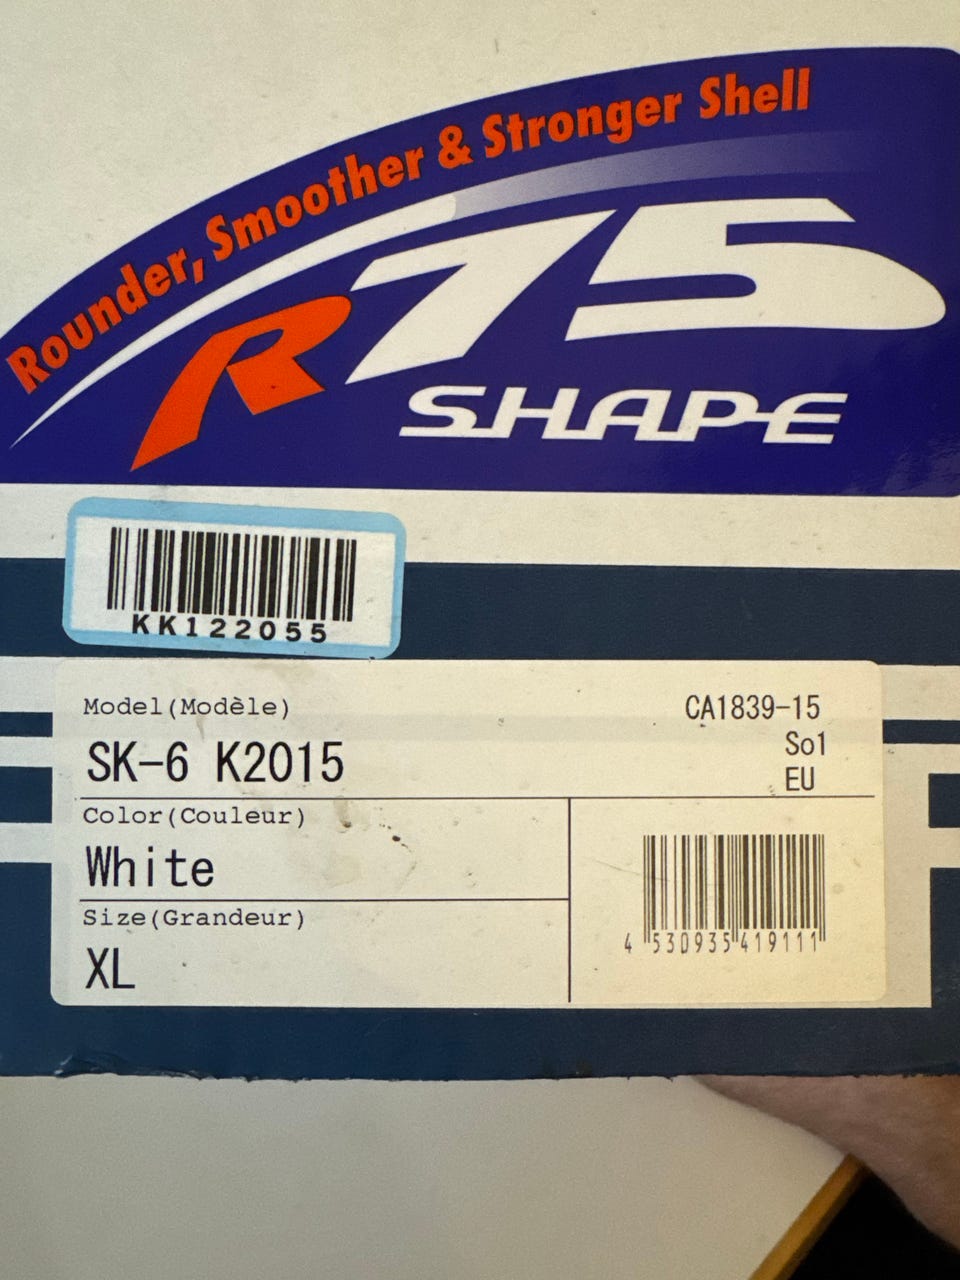 Rounder, Smoother & Stronger Shell
R75
SHAPE
KK122055
Model(Modèle)
CA1839-15
SK-6 K2015
So1
EU
Color(Couleur)
White
Size(Grandeur)
XL
4 530935 419111